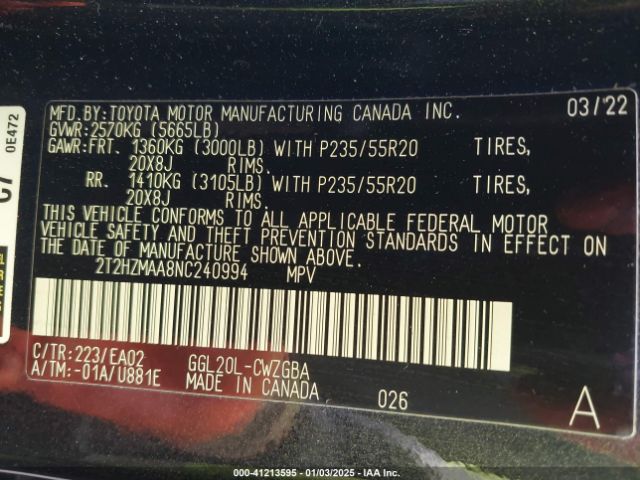 MFD.BY:TOYOTA MOTOR MANUFACTURING CANADA INC. 03/22
GVWR:2570KG (5665LB)
GAWR:FRT. 1360KG (3000LB) WITH P235/55R20 TIRES,
20X8J RIMS.
RR. 1410KG (3105LB) WITH P235/55R20 TIRES,
20X8J RIMS.
THIS VEHICLE CONFORMS TO ALL APPLICABLE FEDERAL MOTOR
VEHICLE SAFETY AND THEFT PREVENTION STANDARDS IN EFFECT ON
THE DATE OF MANUFACTURE SHOWN ABOVE.
2T2HZMAA8NC240994 MPV
C/TR:223/EA02 GGL20L-CWZGBA
A/TM:-01A/U881E MADE IN CANADA 026 A
0E472
C7
000-41213595 - 01/03/2025 - IAA Inc.